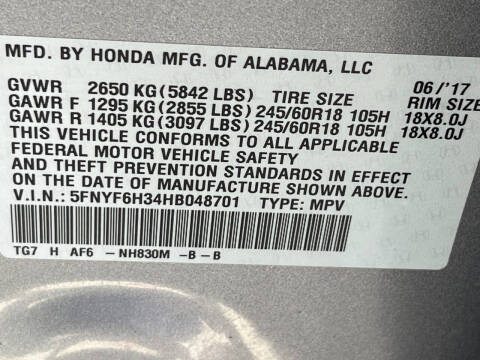 MFD. BY HONDA MFG. OF ALABAMA, LLC
GVWR 2650 KG (5842 LBS) TIRE SIZE 06/'17 RIM SIZE
GAWR F 1295 KG (2855 LBS) 245/60R18 105H 18X8.0J
GAWR R 1405 KG (3097 LBS) 245/60R18 105H 18X8.0J
THIS VEHICLE CONFORMS TO ALL APPLICABLE
FEDERAL MOTOR VEHICLE SAFETY
AND THEFT PREVENTION STANDARDS IN EFFECT
ON THE DATE OF MANUFACTURE SHOWN ABOVE.
V.I.N.: 5FNYF6H34HB048701 TYPE: MPV
TG7 H AF6 - NH830M -B - B